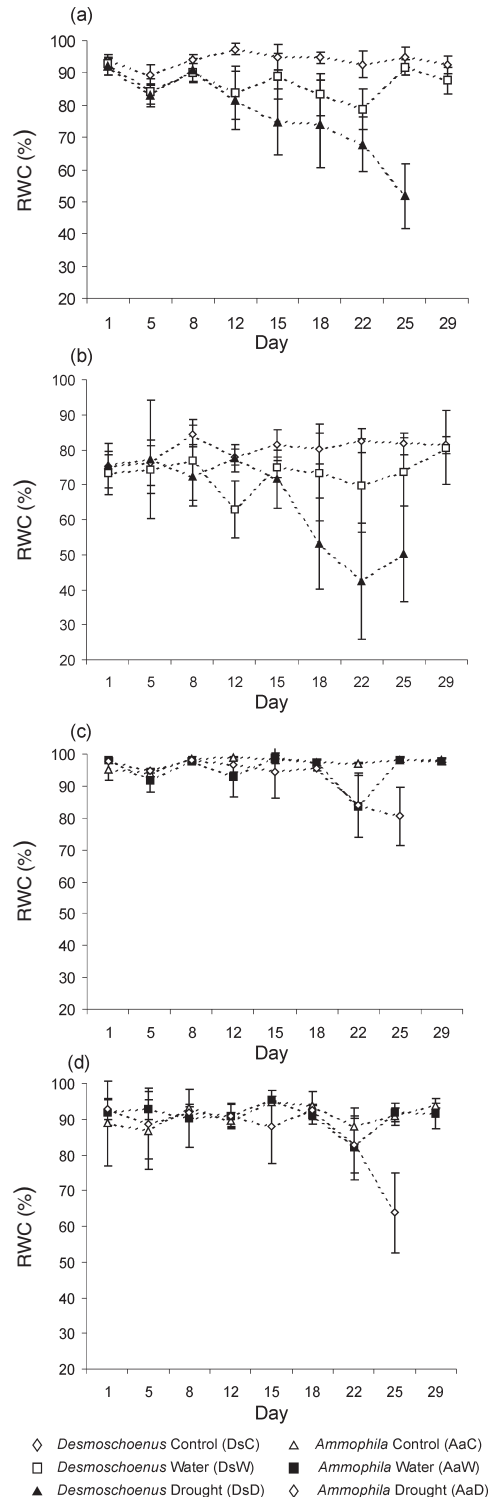 (a)
100
90
80
70
60
50
40
30
20
RWC (%)
1 5 8 12 15 18 22 25 29
Day
(b)
100
90
80
70
60
50
40
30
20
RWC (%)
1 5 8 12 15 18 22 25 29
Day
(c)
100
90
80
70
60
50
40
30
20
RWC (%)
1 5 8 12 15 18 22 25 29
Day
(d)
100
90
80
70
60
50
40
30
20
RWC (%)
1 5 8 12 15 18 22 25 29
Day
Desmoschoenus Control (DsC) Ammophila Control (AaC)
Desmoschoenus Water (DsW) Ammophila Water (AaW)
Desmoschoenus Drought (DsD) Ammophila Drought (AaD)